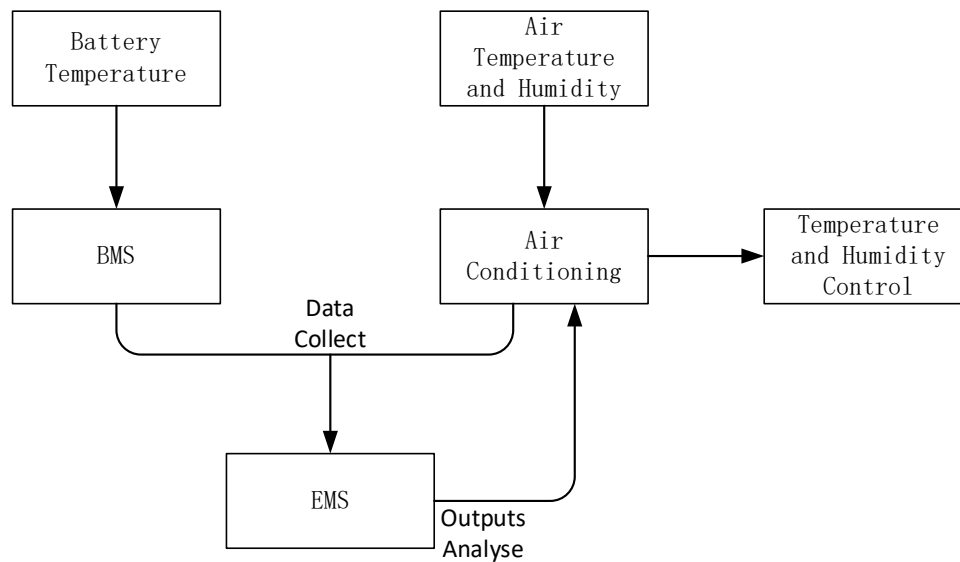 Battery
Temperature
Air
Temperature
and Humidity
BMS
Air
Conditioning
Temperature
and Humidity
Control
Data
Collect
EMS
Outputs
Analyse